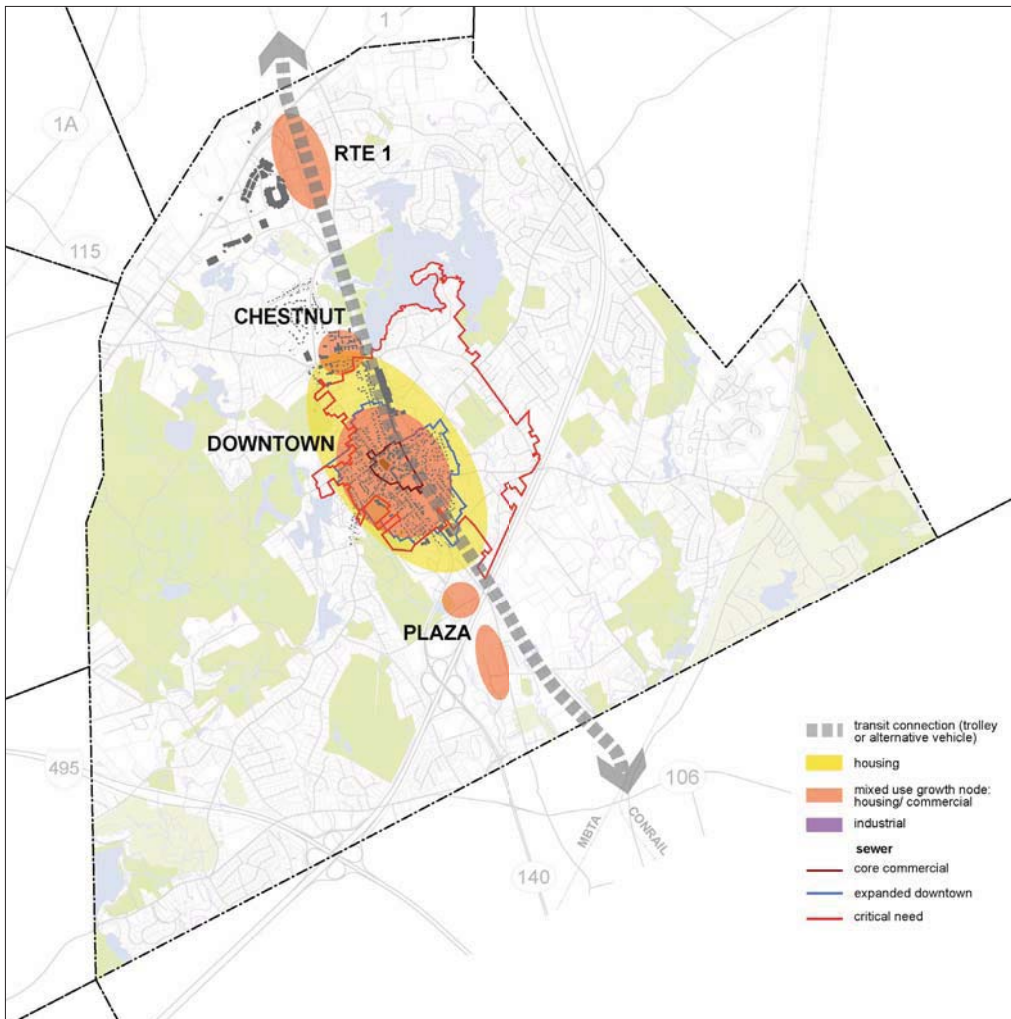 1
1A
RTE 1
115
CHESTNUT
DOWNTOWN
PLAZA
495
106
140
MBTA
CONRAIL
transit connection (trolley
or alternative vehicle)
housing
mixed use growth node:
housing/ commercial
industrial
sewer
core commercial
expanded downtown
critical need